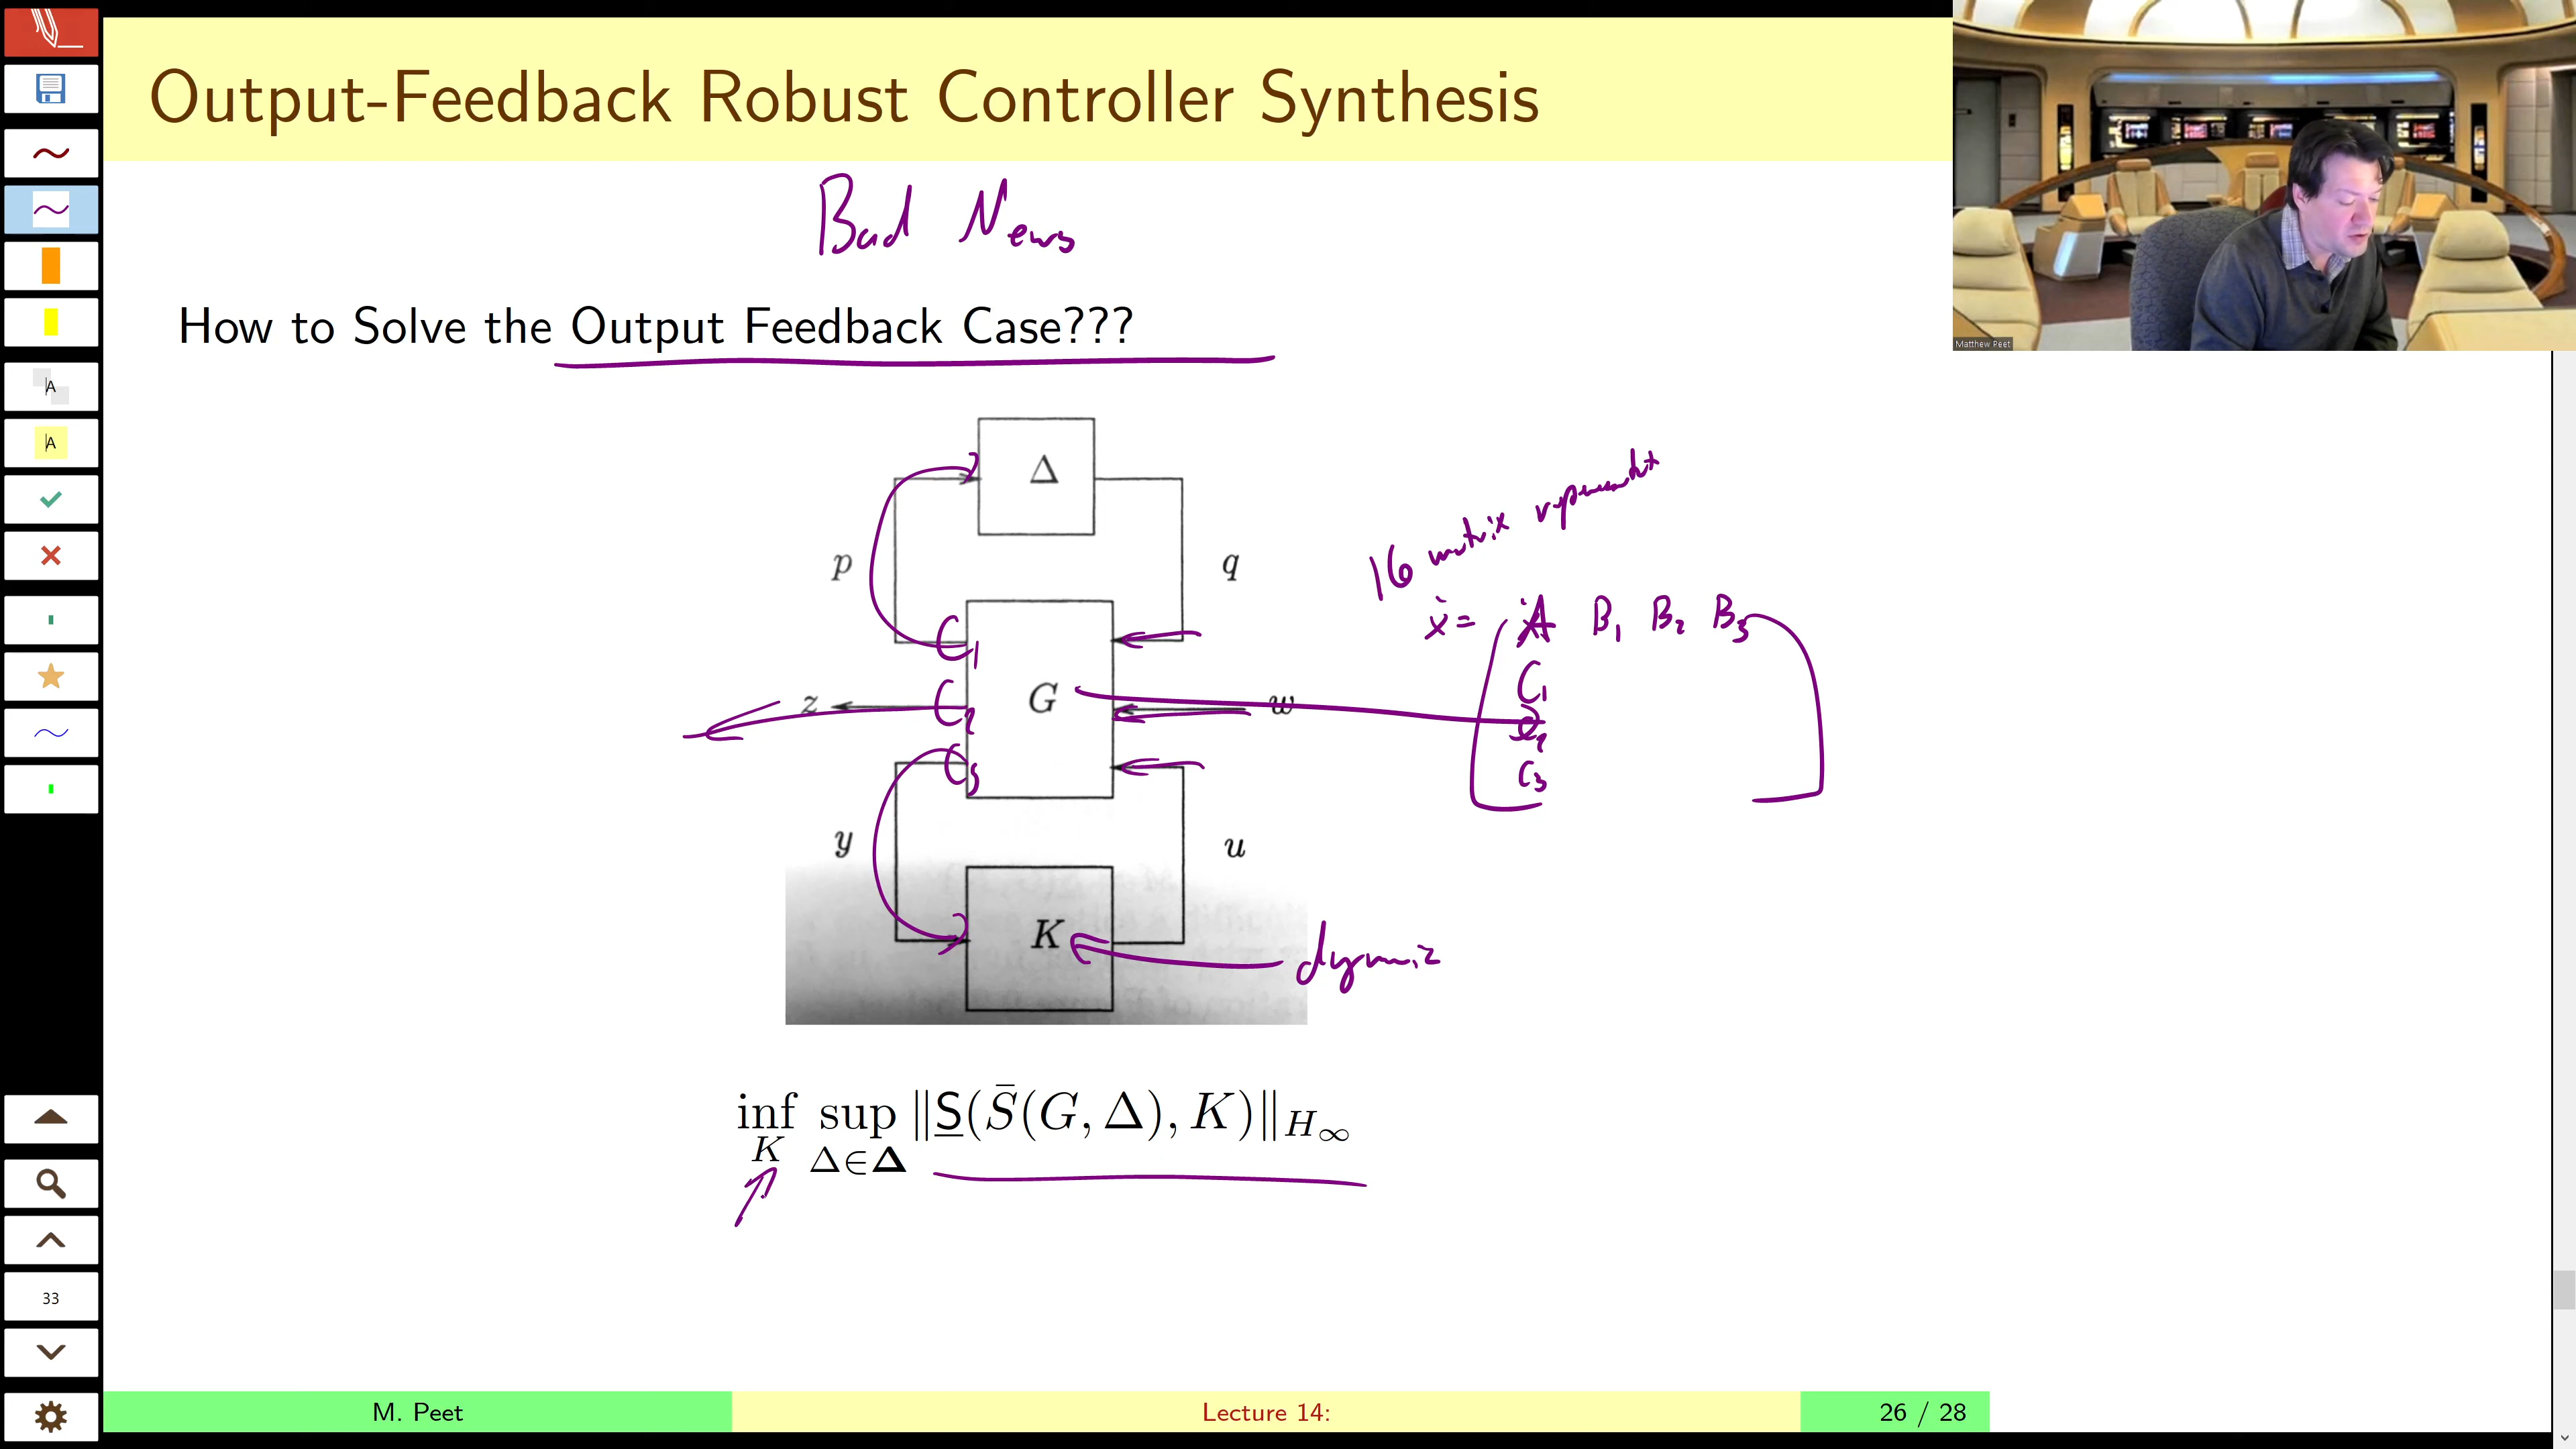 Output-Feedback Robust Controller Synthesis
Bad News
How to Solve the Output Feedback Case???
Matthew Peet
Δ
p
q
16 matrix
ẋ = A B₁ B₂ B₃
C₁
C₁
C₂
z
G
w
C₃
C₃
y
u
K
inf sup ‖S̲(S̄(G, Δ), K)‖H∞
K Δ∈𝚫
33
M. Peet
Lecture 14:
26 / 28